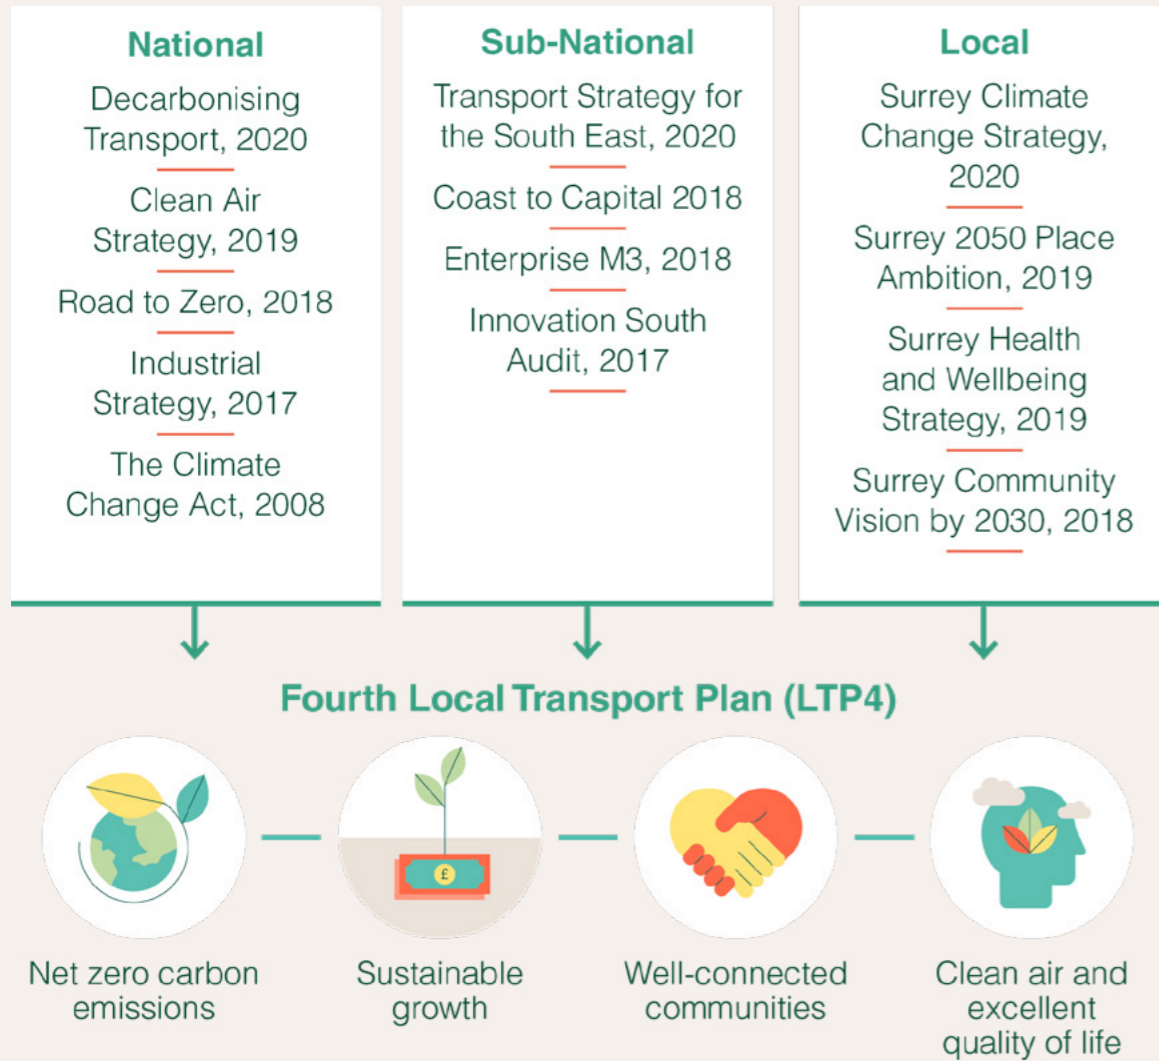 National
Decarbonising
Transport, 2020
Clean Air
Strategy, 2019
Road to Zero, 2018
Industrial
Strategy, 2017
The Climate
Change Act, 2008
Sub-National
Transport Strategy for
the South East, 2020
Coast to Capital 2018
Enterprise M3, 2018
Innovation South
Audit, 2017
Local
Surrey Climate
Change Strategy,
2020
Surrey 2050 Place
Ambition, 2019
Surrey Health
and Wellbeing
Strategy, 2019
Surrey Community
Vision by 2030, 2018
Fourth Local Transport Plan (LTP4)
£
Net zero carbon
emissions
Sustainable
growth
Well-connected
communities
Clean air and
excellent
quality of life